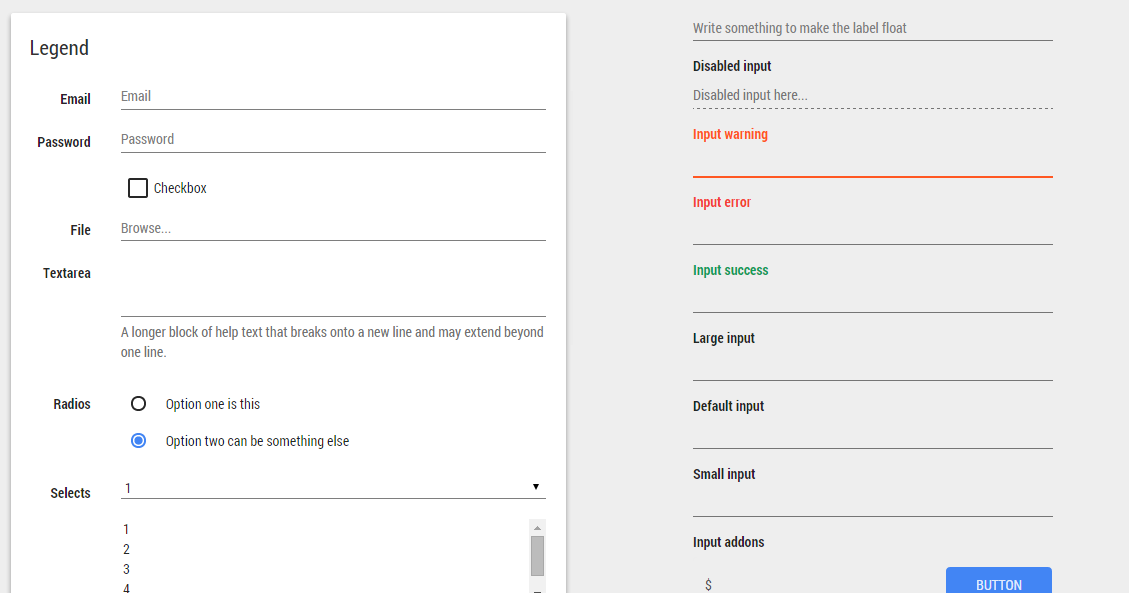 Legend
Email
Email
Password
Password
Checkbox
File
Browse...
Textarea
A longer block of help text that breaks onto a new line and may extend beyond
one line.
Radios
Option one is this
Option two can be something else
Selects
1
1
2
3
4
Write something to make the label float
Disabled input
Disabled input here...
Input warning
Input error
Input success
Large input
Default input
Small input
Input addons
$
BUTTON